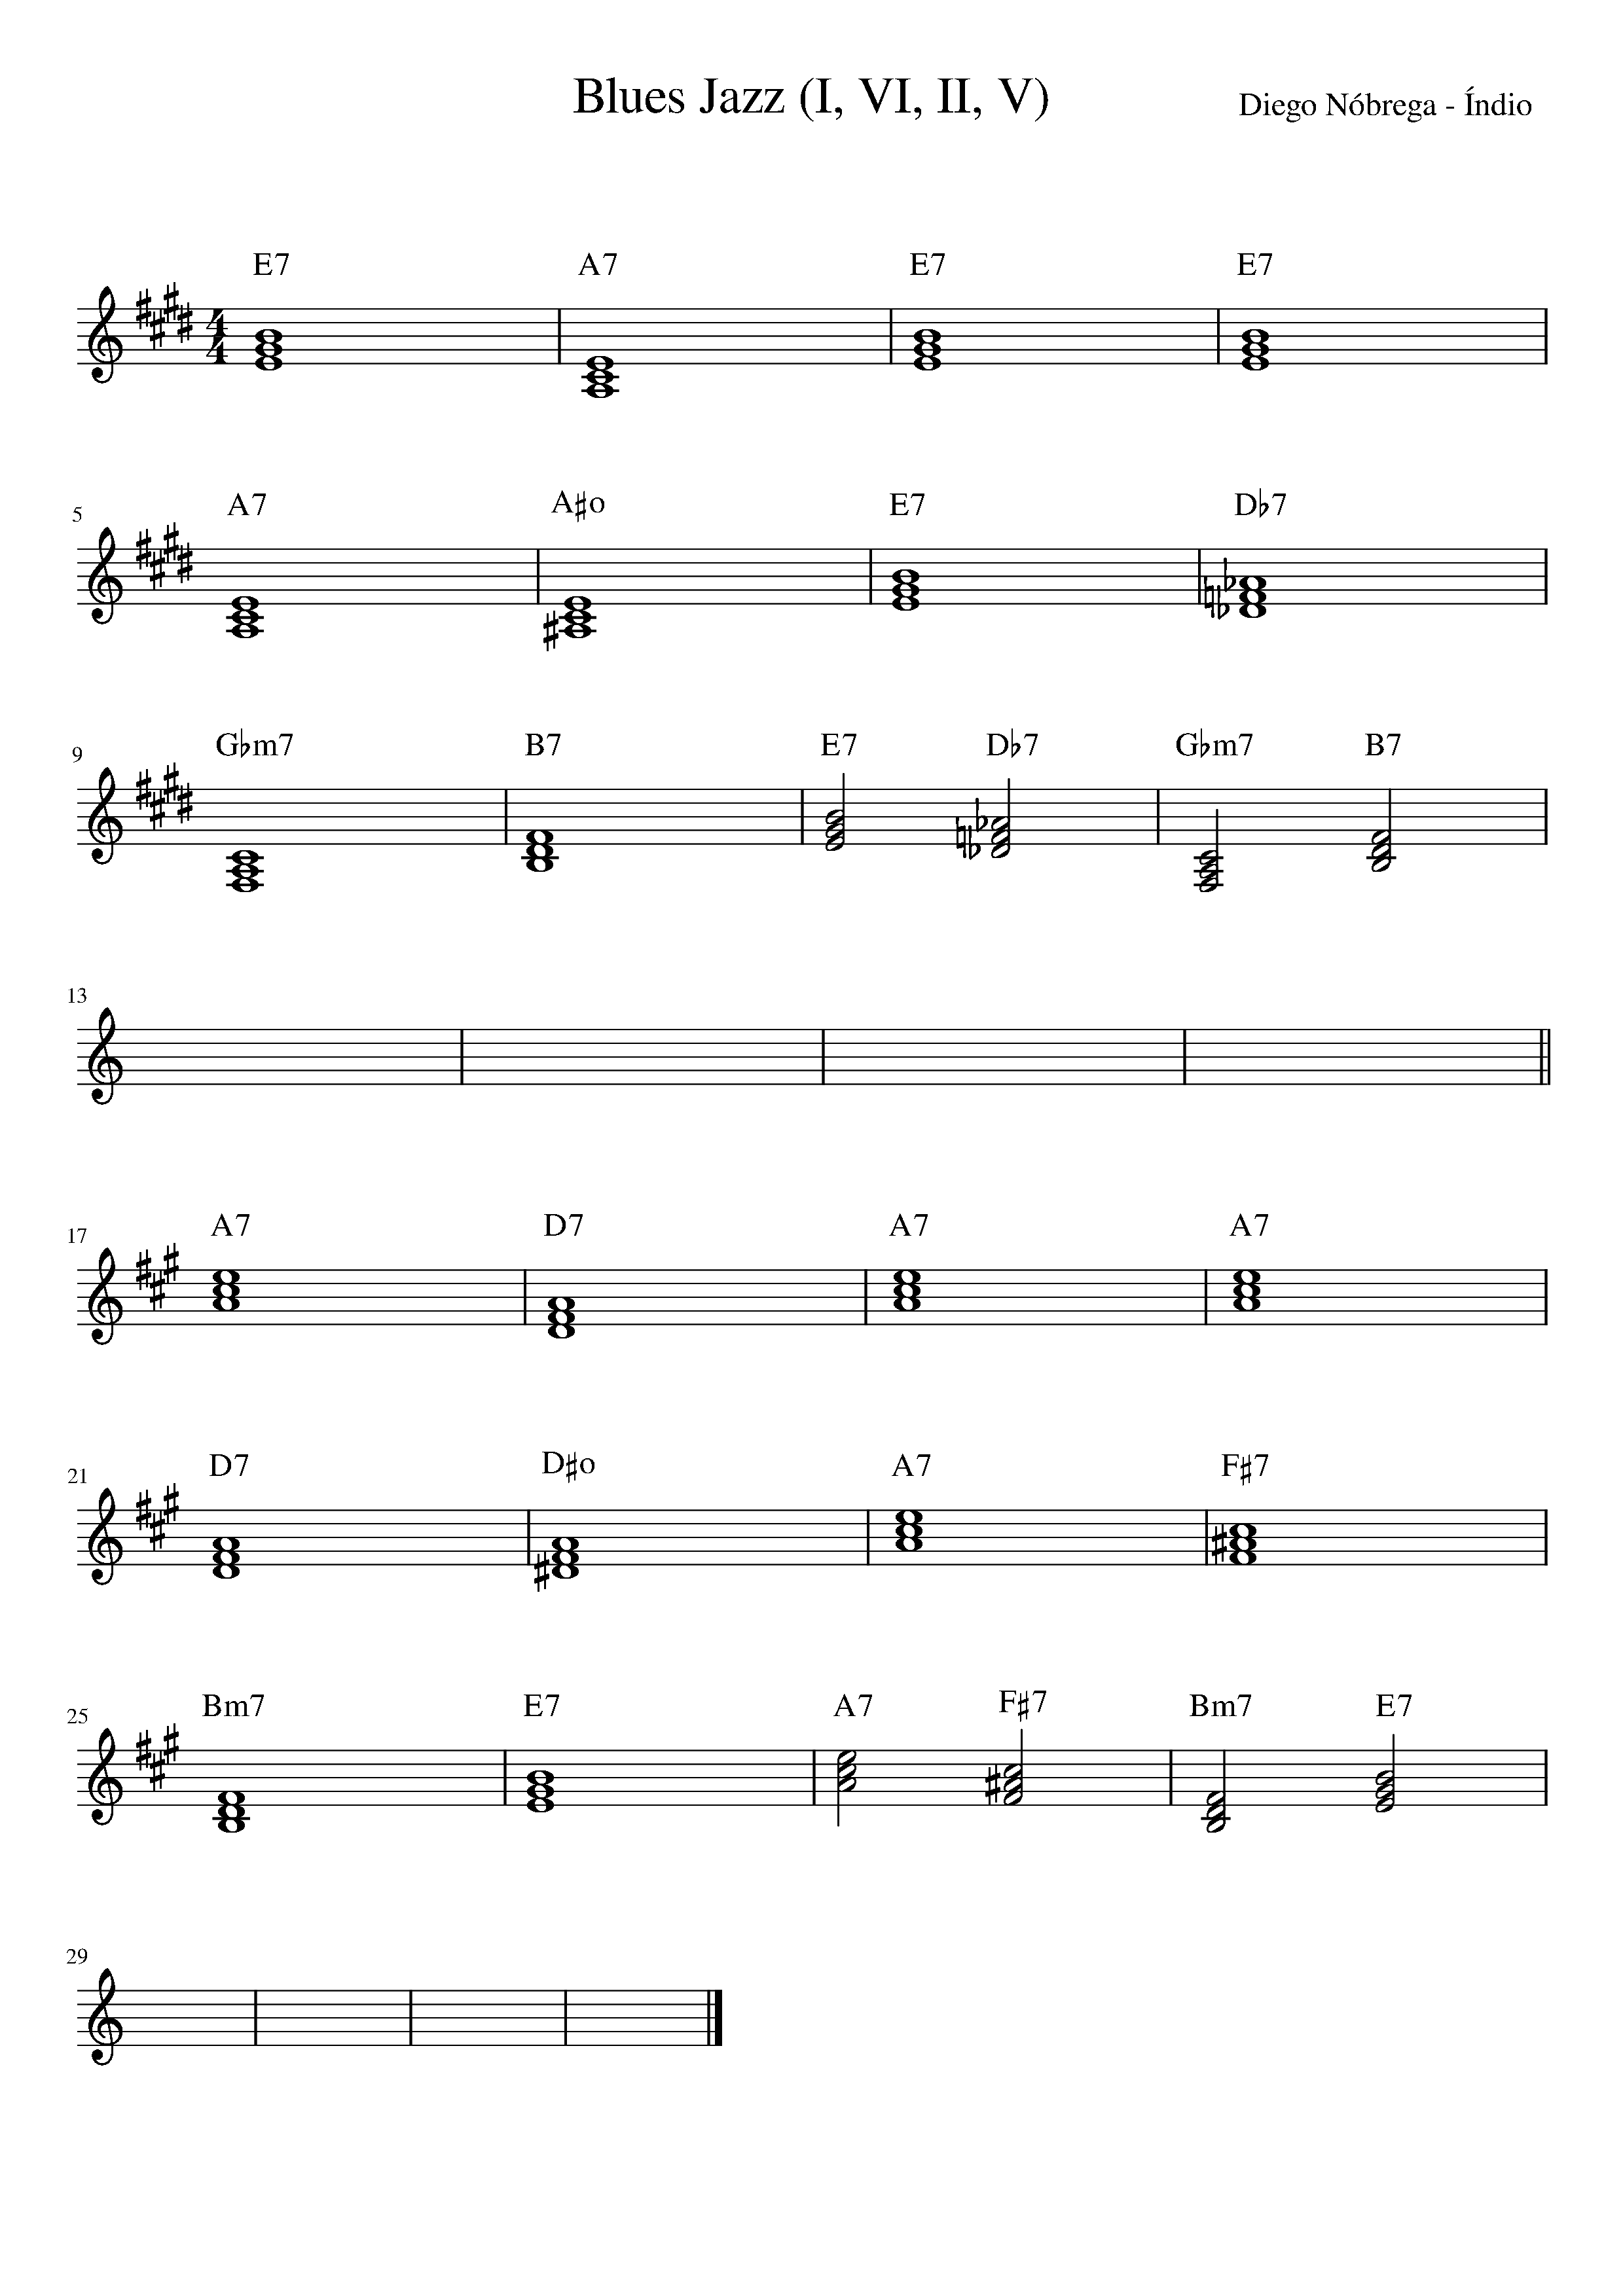 Blues Jazz (I, VI, II, V)
Diego Nóbrega - Índio
E7 A7 E7 E7
4
4
5
A7 A♯o E7 D♭7
9
G♭m7 B7 E7 D♭7 G♭m7 B7
13
17
A7 D7 A7 A7
21
D7 D♯o A7 F♯7
25
Bm7 E7 A7 F♯7 Bm7 E7
29